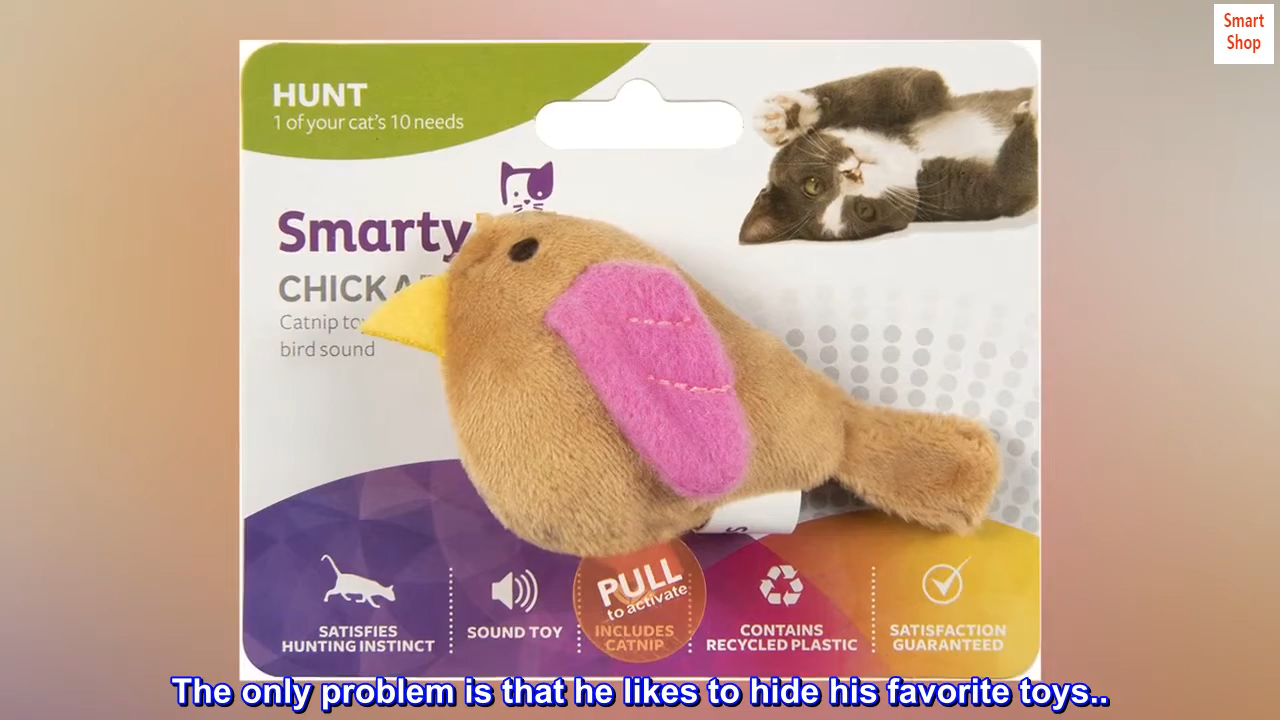 Smart
Shop
HUNT
1 of your cat's 10 needs
Smarty
CHICKA
Catnip toy
bird sound
PULL
to activate
SATISFIES
HUNTING INSTINCT
SOUND TOY
INCLUDES
CATNIP
CONTAINS
RECYCLED PLASTIC
SATISFACTION
GUARANTEED
The only problem is that he likes to hide his favorite toys..